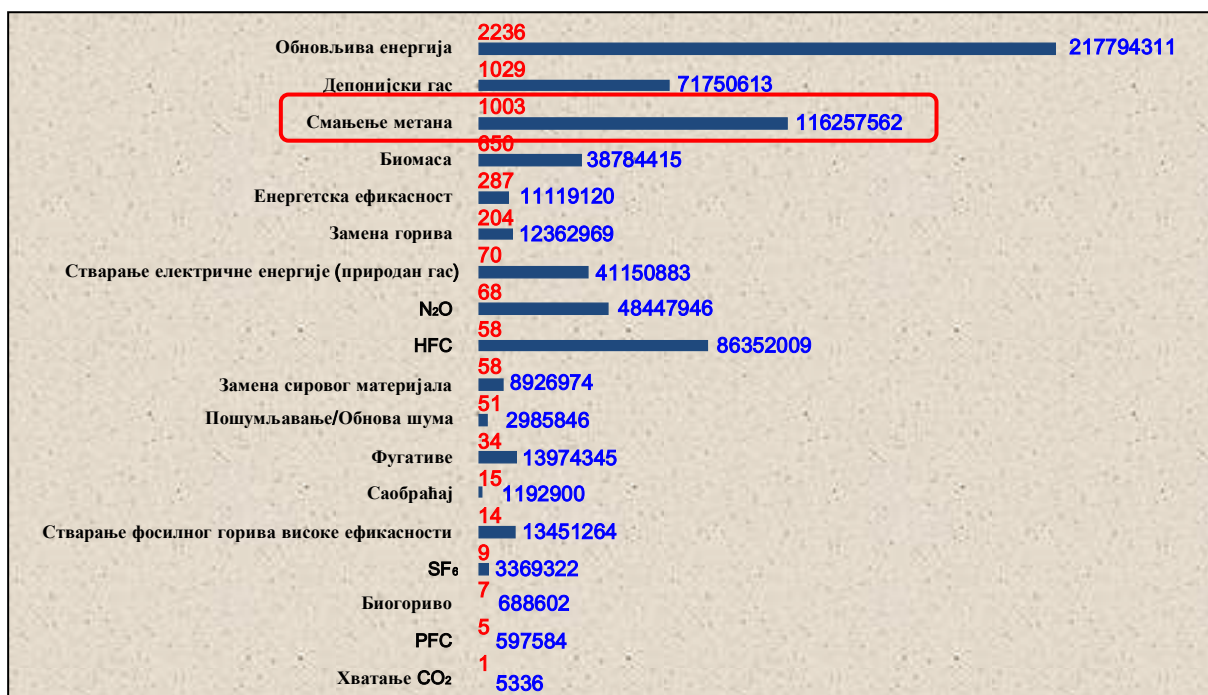 2236
Обновљива енергија 217794311
1029
Депонијски гас 71750613
1003
Смањење метана 116257562
650
Биомаса 38784415
287
Енергетска ефикасност 11119120
204
Замена горива 12362969
70
Стварање електричне енергије (природан гас) 41150883
68
N₂O 48447946
58
HFC 86352009
58
Замена сировог материјала 8926974
51
Пошумљавање/Обнова шума 2985846
34
Фугативе 13974345
15
Саобраћај 1192900
14
Стварање фосилног горива високе ефикасности 13451264
9
SF₆ 3369322
7
Биогориво 688602
5
PFC 597584
1
Хватање CO₂ 5336